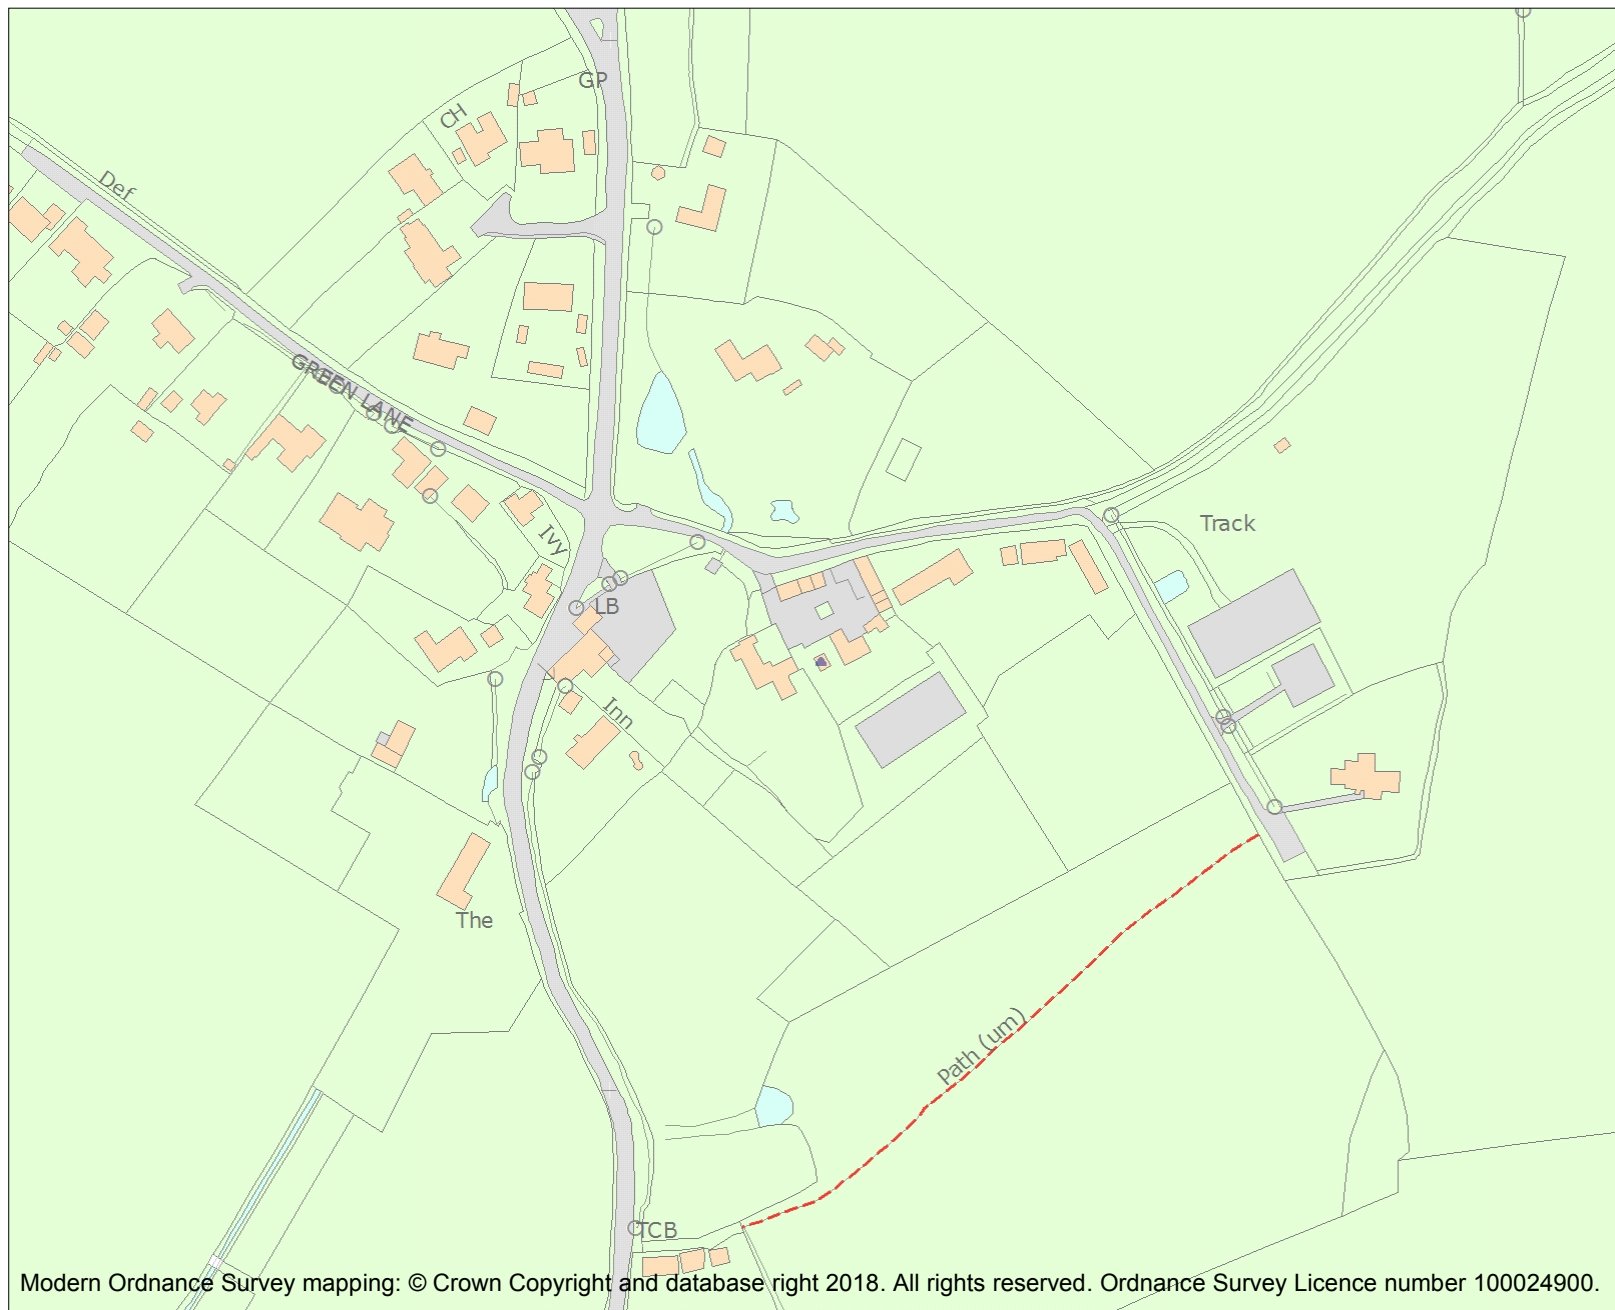 GP
CH
Def
GREEN LANE
Track
Ivy
LB
Inn
The
Path (um)
TCB
Modern Ordnance Survey mapping: © Crown Copyright and database right 2018. All rights reserved. Ordnance Survey Licence number 100024900.